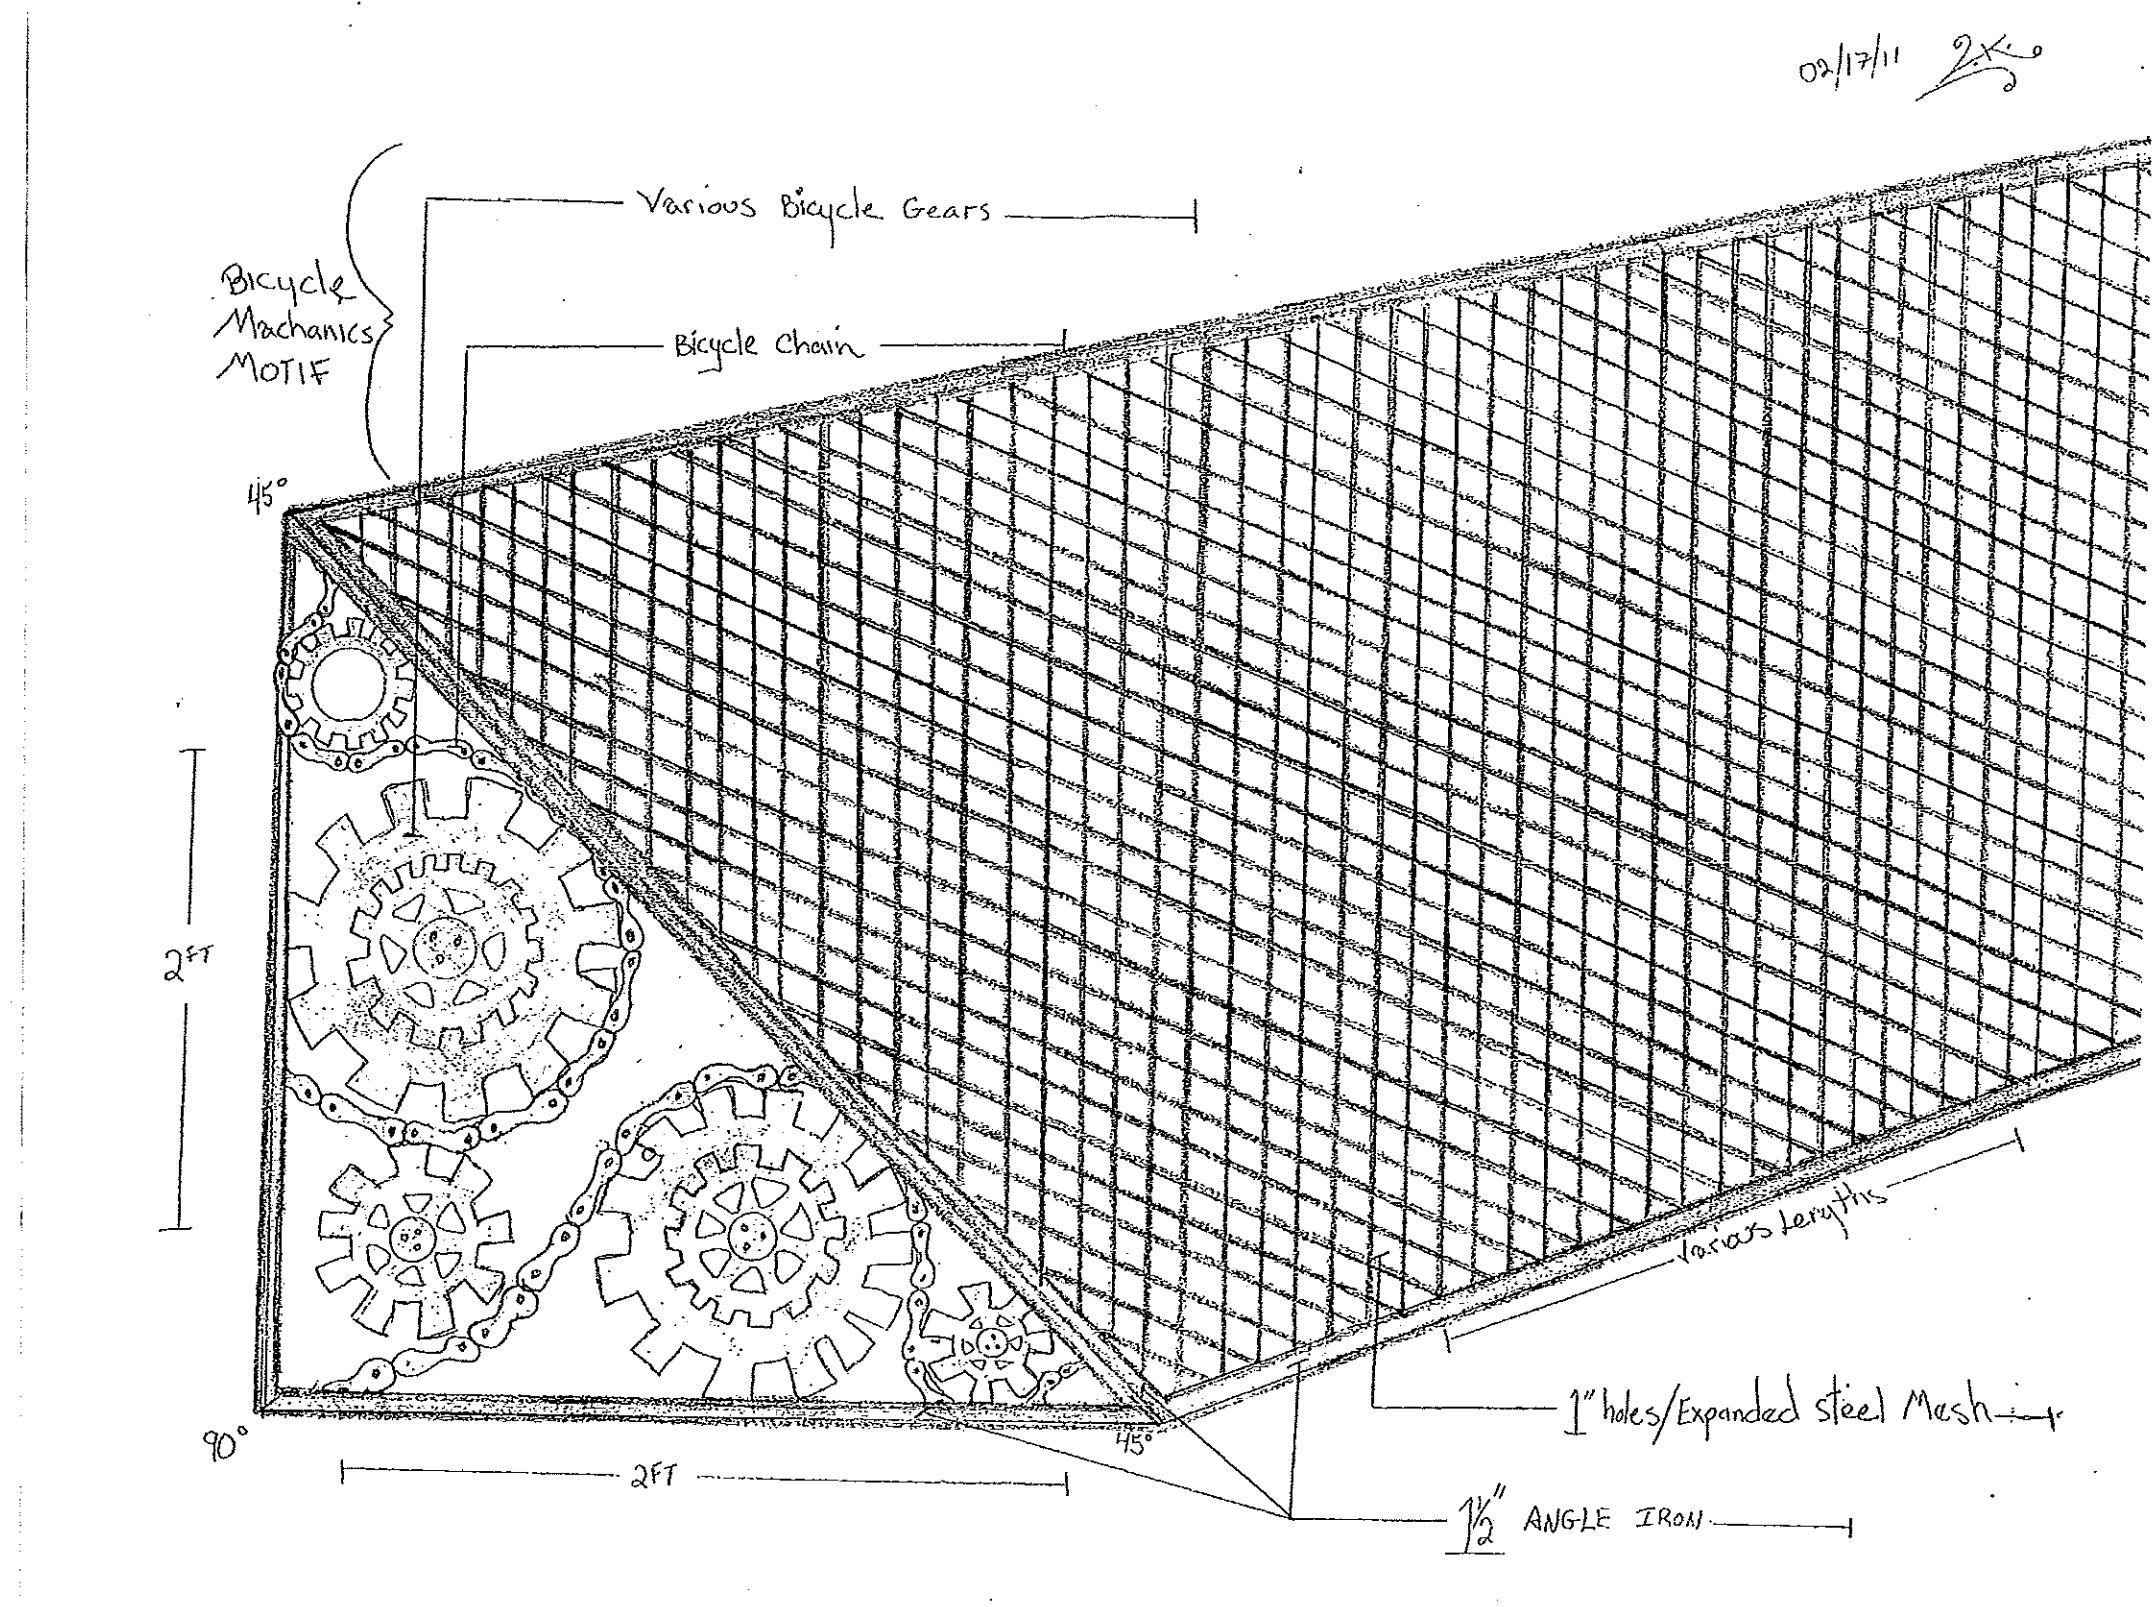 02/17/11
Various Bicycle Gears
Bicycle
Machanics
MOTIF
Bicycle Chain
45°
2FT
Various Lengths
1" holes/Expanded Steel Mesh
90°
45°
2FT
1½" ANGLE IRON